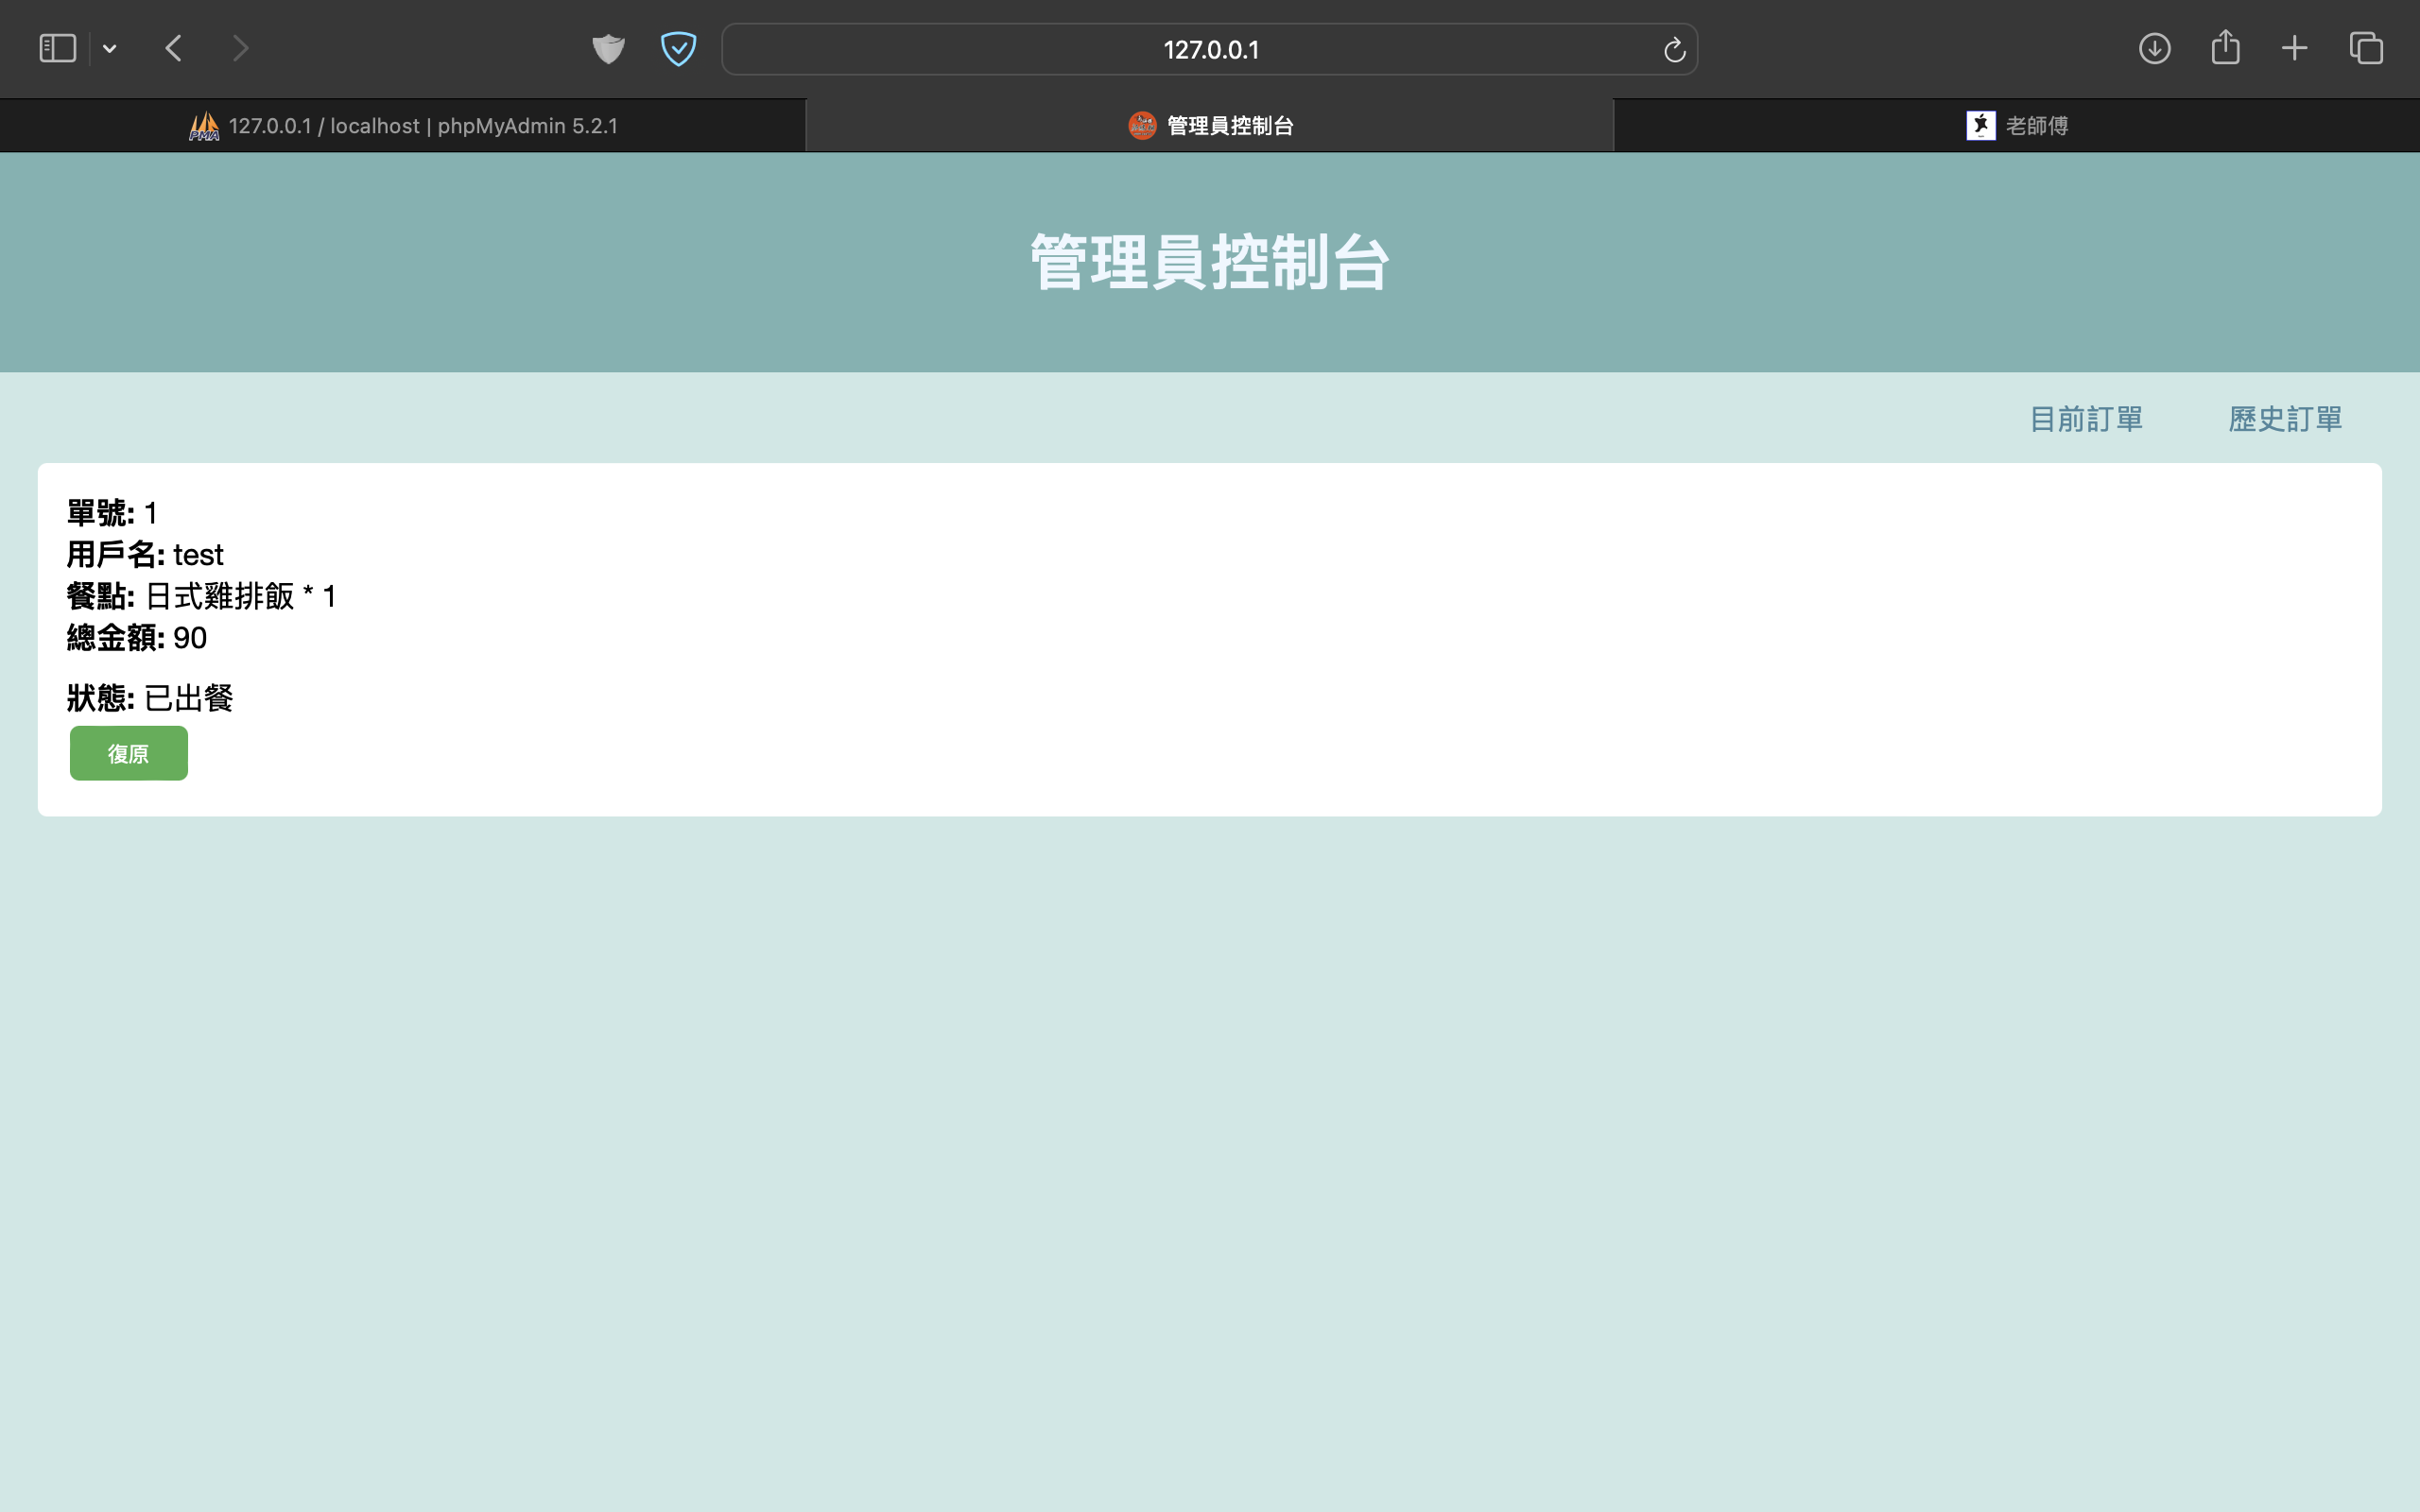 127.0.0.1
127.0.0.1 / localhost | phpMyAdmin 5.2.1
管理員控制台
老師傅
管理員控制台
目前訂單
歷史訂單
單號: 1
用戶名: test
餐點: 日式雞排飯 * 1
總金額: 90
狀態: 已出餐
復原